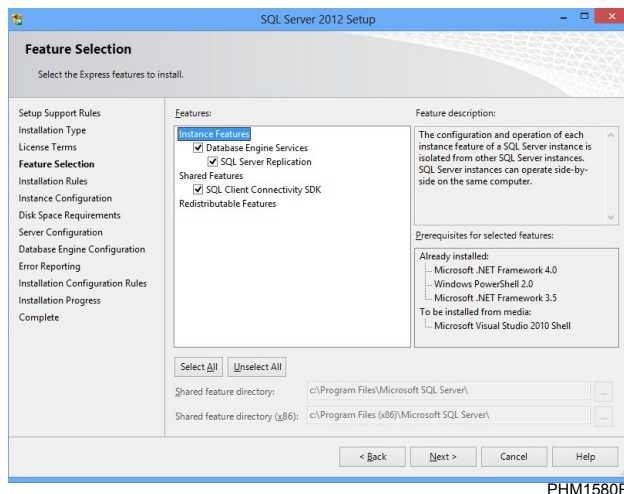 SQL Server 2012 Setup
Feature Selection
Select the Express features to install.
Setup Support Rules
Installation Type
License Terms
Feature Selection
Installation Rules
Instance Configuration
Disk Space Requirements
Server Configuration
Database Engine Configuration
Error Reporting
Installation Configuration Rules
Installation Progress
Complete
Features:
Instance Features
Database Engine Services
SQL Server Replication
Shared Features
SQL Client Connectivity SDK
Redistributable Features
Feature description:
The configuration and operation of each
instance feature of a SQL Server instance is
isolated from other SQL Server instances.
SQL Server instances can operate side-by-
side on the same computer.
Prerequisites for selected features:
Already installed:
Microsoft .NET Framework 4.0
Windows PowerShell 2.0
Microsoft .NET Framework 3.5
To be installed from media:
Microsoft Visual Studio 2010 Shell
Select All
Unselect All
Shared feature directory:
c:\Program Files\Microsoft SQL Server\
...
Shared feature directory (x86):
c:\Program Files (x86)\Microsoft SQL Server\
...
< Back
Next >
Cancel
Help